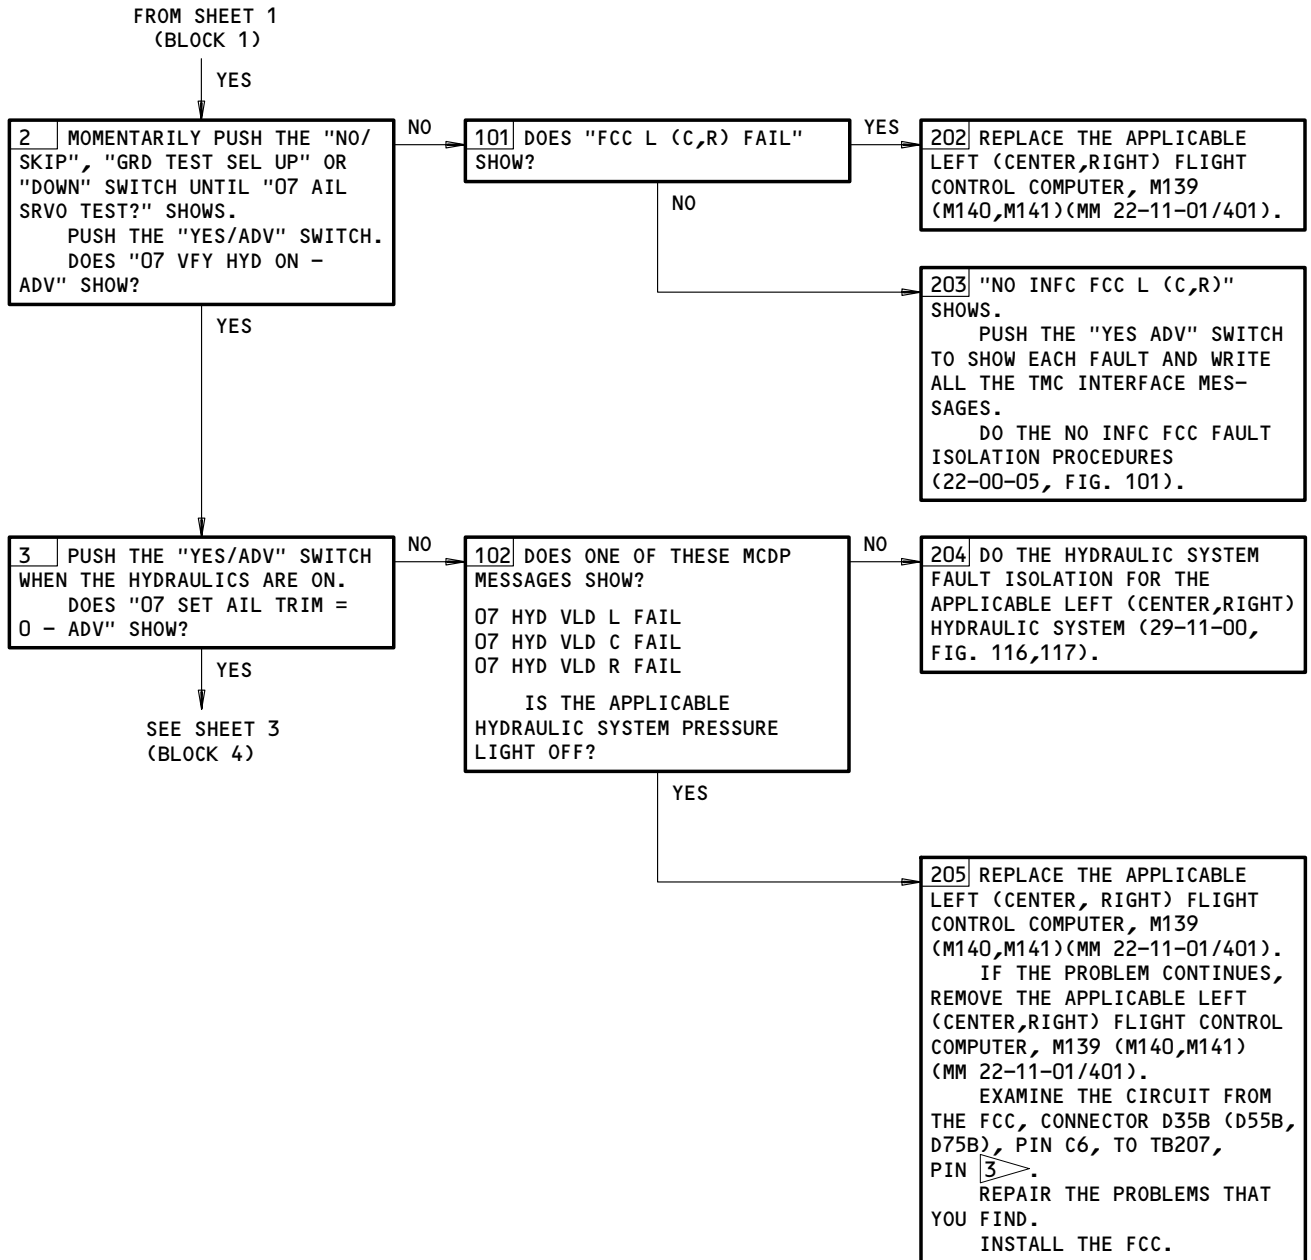 FROM SHEET 1
(BLOCK 1)
YES
2 MOMENTARILY PUSH THE "NO/
SKIP", "GRD TEST SEL UP" OR
"DOWN" SWITCH UNTIL "07 AIL
SRVO TEST?" SHOWS.
PUSH THE "YES/ADV" SWITCH.
DOES "07 VFY HYD ON –
ADV" SHOW?
NO
101 DOES "FCC L (C,R) FAIL"
SHOW?
YES
202 REPLACE THE APPLICABLE
LEFT (CENTER,RIGHT) FLIGHT
CONTROL COMPUTER, M139
(M140,M141)(MM 22-11-01/401).
NO
203 "NO INFC FCC L (C,R)"
SHOWS.
PUSH THE "YES ADV" SWITCH
TO SHOW EACH FAULT AND WRITE
ALL THE TMC INTERFACE MES-
SAGES.
DO THE NO INFC FCC FAULT
ISOLATION PROCEDURES
(22-00-05, FIG. 101).
YES
3 PUSH THE "YES/ADV" SWITCH
WHEN THE HYDRAULICS ARE ON.
DOES "07 SET AIL TRIM =
0 – ADV" SHOW?
NO
102 DOES ONE OF THESE MCDP
MESSAGES SHOW?
07 HYD VLD L FAIL
07 HYD VLD C FAIL
07 HYD VLD R FAIL
IS THE APPLICABLE
HYDRAULIC SYSTEM PRESSURE
LIGHT OFF?
NO
204 DO THE HYDRAULIC SYSTEM
FAULT ISOLATION FOR THE
APPLICABLE LEFT (CENTER,RIGHT)
HYDRAULIC SYSTEM (29-11-00,
FIG. 116,117).
YES
SEE SHEET 3
(BLOCK 4)
YES
205 REPLACE THE APPLICABLE
LEFT (CENTER, RIGHT) FLIGHT
CONTROL COMPUTER, M139
(M140,M141)(MM 22-11-01/401).
IF THE PROBLEM CONTINUES,
REMOVE THE APPLICABLE LEFT
(CENTER,RIGHT) FLIGHT CONTROL
COMPUTER, M139 (M140,M141)
(MM 22-11-01/401).
EXAMINE THE CIRCUIT FROM
THE FCC, CONNECTOR D35B (D55B,
D75B), PIN C6, TO TB207,
PIN 3.
REPAIR THE PROBLEMS THAT
YOU FIND.
INSTALL THE FCC.